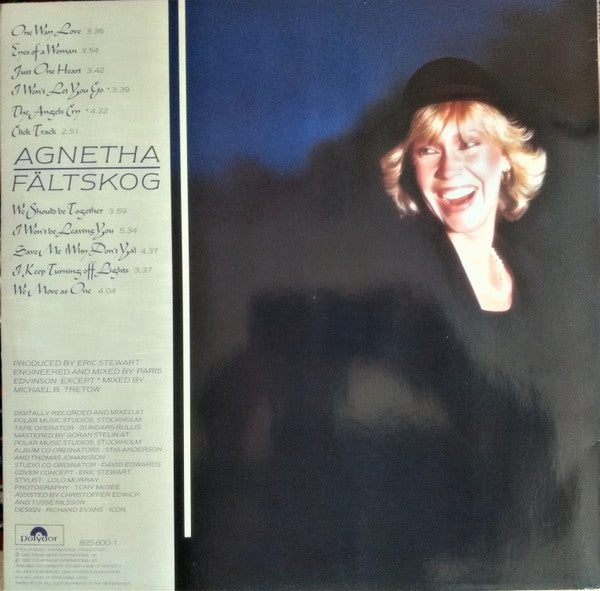 One Way Love 3.36
Eyes of a Woman 3.54
Just One Heart 3.42
I Won't Let You Go *3.39
The Angels Cry *4.22
Click Track 2.51
AGNETHA
FÄLTSKOG
We Should be Together 3.59
I Won't be Leaving You 5.34
Save Me (Why Don't Ya) 4.37
I Keep Turning off Lights 3.37
We Move as One 4.04
PRODUCED BY ERIC STEWART
ENGINEERED AND MIXED BY PARIS
EDVINSON EXCEPT * MIXED BY
MICHAEL B. TRETOW
DIGITALLY RECORDED AND MIXED AT
POLAR MUSIC STUDIOS, STOCKHOLM
TAPE OPERATOR · GUNDARS RULLIS
MASTERED BY GÖRAN STELIN AT
POLAR MUSIC STUDIOS, STOCKHOLM
ALBUM CO-ORDINATORS · STIG ANDERSON
AND THOMAS JOHANSSON
STUDIO CO-ORDINATOR · DAVID EDWARDS
COVER CONCEPT · ERIC STEWART
STYLIST · LOLO MURRAY
PHOTOGRAPHY · TONY McGEE
ASSISTED BY CHRISTOFFER EDWICK
AND TUSSE NILSSON
DESIGN · RICHARD EVANS · ICON
polydor 825 600-1
A POLAR MUSIC INTERNATIONAL PRODUCTION